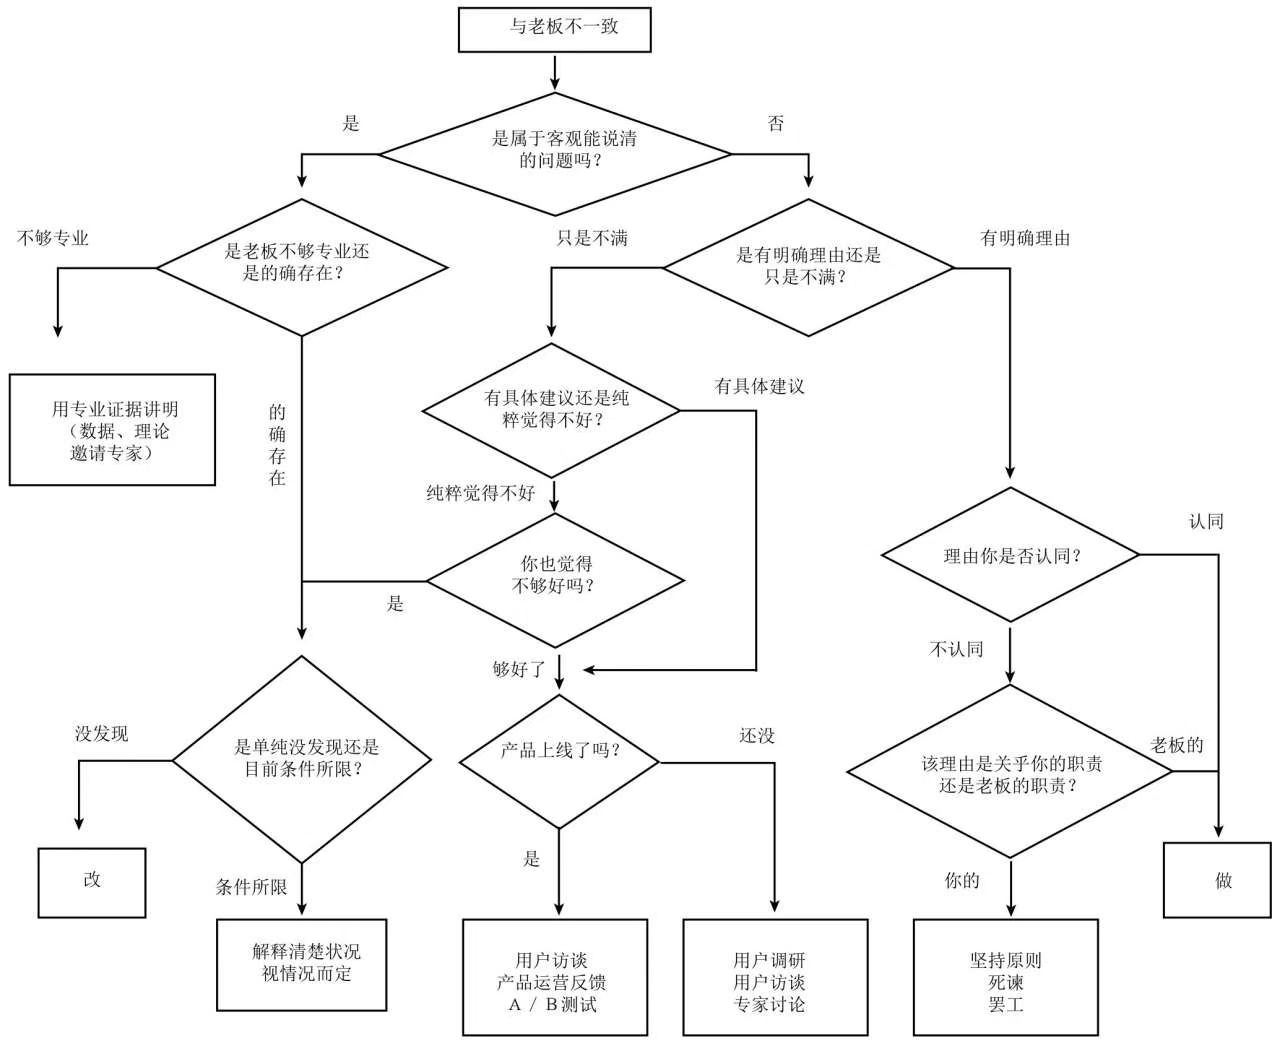 与老板不一致
是
否
是属于客观能说清
的问题吗？
不够专业
是老板不够专业还
是的确存在？
只是不满
是有明确理由还是
只是不满？
有明确理由
用专业证据讲明
（数据、理论
邀请专家）
的
确
存
在
有具体建议还是纯
粹觉得不好？
有具体建议
纯粹觉得不好
你也觉得
不够好吗？
是
理由你是否认同？
认同
不认同
够好了
没发现
是单纯没发现还是
目前条件所限？
产品上线了吗？
还没
该理由是关乎你的职责
还是老板的职责？
老板的
改
条件所限
是
你的
做
解释清楚状况
视情况而定
用户访谈
产品运营反馈
A / B测试
用户调研
用户访谈
专家讨论
坚持原则
死谏
罢工